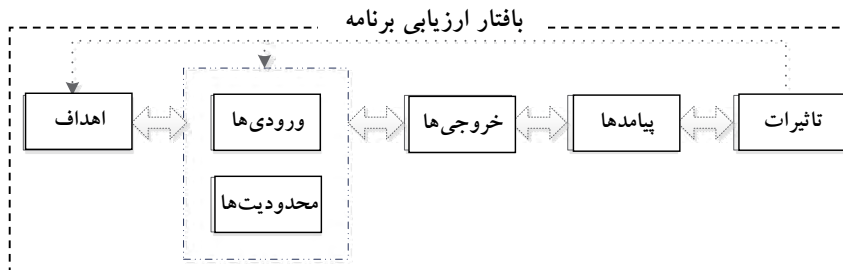 بافتار ارزیابی برنامه
اهداف
ورودی‌ها
محدودیت‌ها
خروجی‌ها
پیامدها
تاثیرات